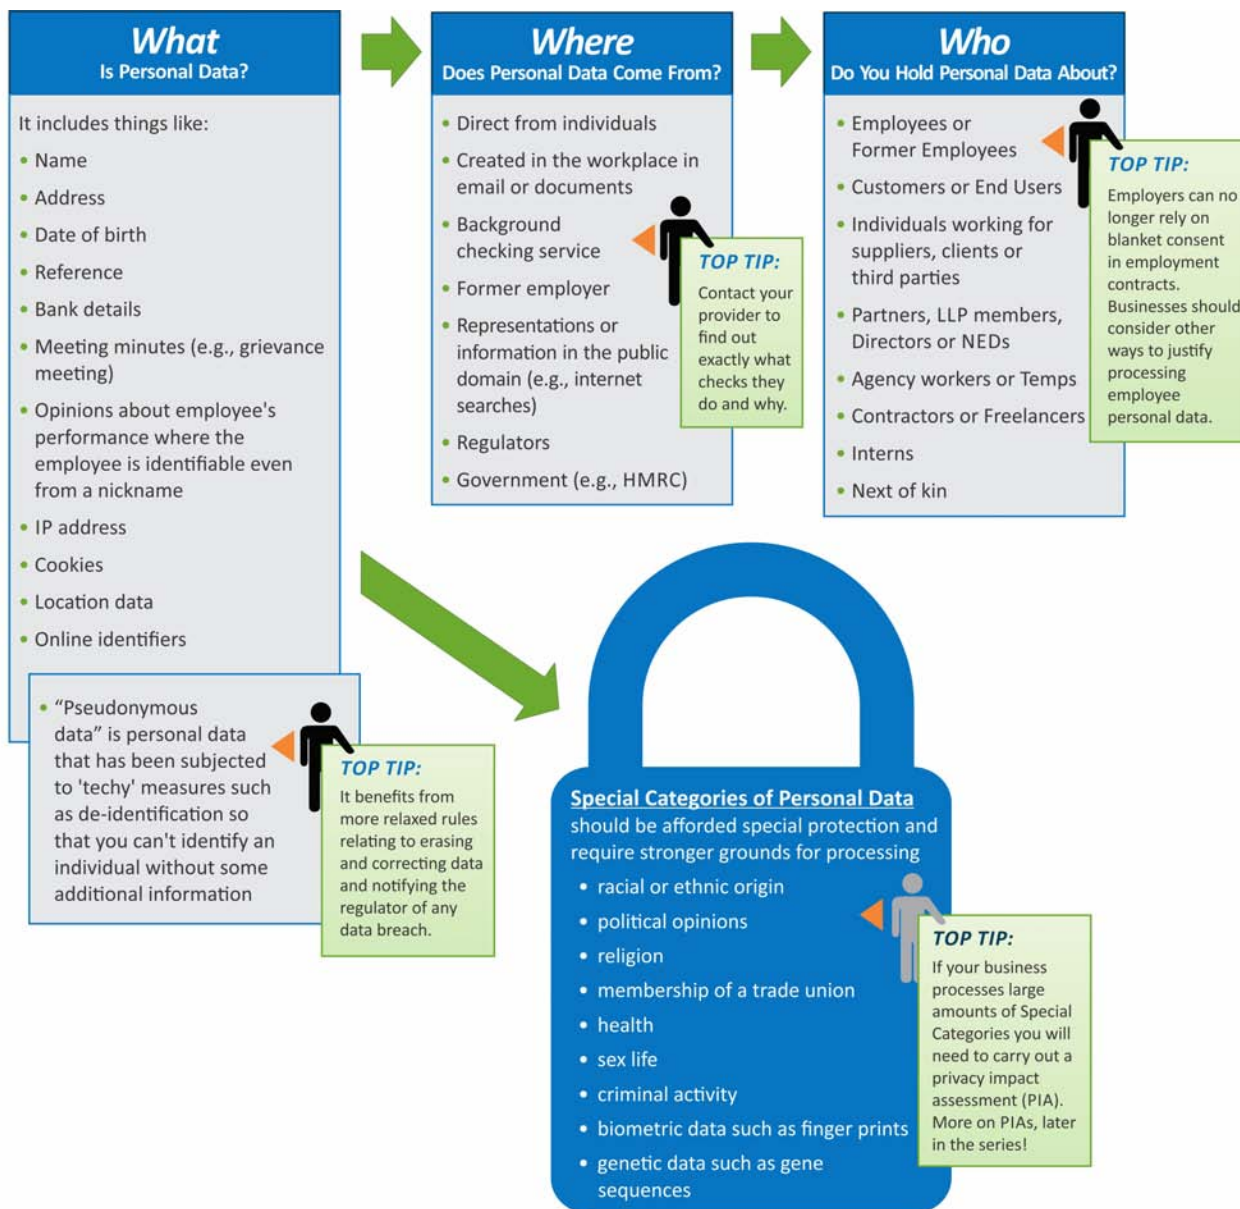 What
Is Personal Data?
It includes things like:
• Name
• Address
• Date of birth
• Reference
• Bank details
• Meeting minutes (e.g., grievance
meeting)
• Opinions about employee's
performance where the
employee is identifiable even
from a nickname
• IP address
• Cookies
• Location data
• Online identifiers
• “Pseudonymous
data” is personal data
that has been subjected
to 'techy' measures such
as de-identification so
that you can't identify an
individual without some
additional information
TOP TIP:
It benefits from
more relaxed rules
relating to erasing
and correcting data
and notifying the
regulator of any
data breach.
Where
Does Personal Data Come From?
• Direct from individuals
• Created in the workplace in
email or documents
• Background
checking service
• Former employer
• Representations or
information in the public
domain (e.g., internet
searches)
• Regulators
• Government (e.g., HMRC)
TOP TIP:
Contact your
provider to
find out
exactly what
checks they
do and why.
Who
Do You Hold Personal Data About?
• Employees or
Former Employees
• Customers or End Users
• Individuals working for
suppliers, clients or
third parties
• Partners, LLP members,
Directors or NEDs
• Agency workers or Temps
• Contractors or Freelancers
• Interns
• Next of kin
TOP TIP:
Employers can no
longer rely on
blanket consent
in employment
contracts.
Businesses should
consider other
ways to justify
processing
employee
personal data.
Special Categories of Personal Data
should be afforded special protection and
require stronger grounds for processing
• racial or ethnic origin
• political opinions
• religion
• membership of a trade union
• health
• sex life
• criminal activity
• biometric data such as finger prints
• genetic data such as gene
sequences
TOP TIP:
If your business
processes large
amounts of Special
Categories you will
need to carry out a
privacy impact
assessment (PIA).
More on PIAs, later
in the series!